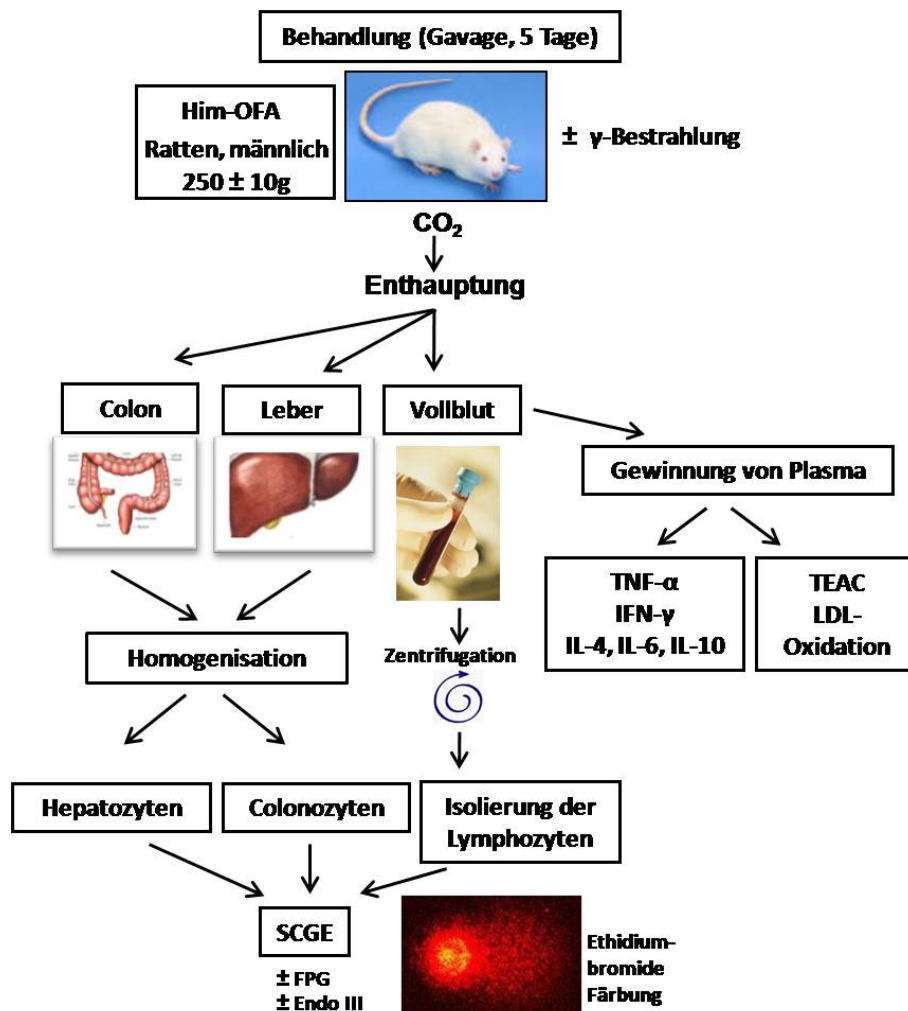 Behandlung (Gavage, 5 Tage)
Him-OFA
Ratten, männlich
250 ± 10g
± γ-Bestrahlung
CO₂
Enthauptung
Colon
Leber
Vollblut
Gewinnung von Plasma
TNF-α
IFN-γ
IL-4, IL-6, IL-10
TEAC
LDL-
Oxidation
Homogenisation
Zentrifugation
Hepatozyten
Colonozyten
Isolierung der
Lymphozyten
SCGE
± FPG
± Endo III
Ethidium-
bromide
Färbung